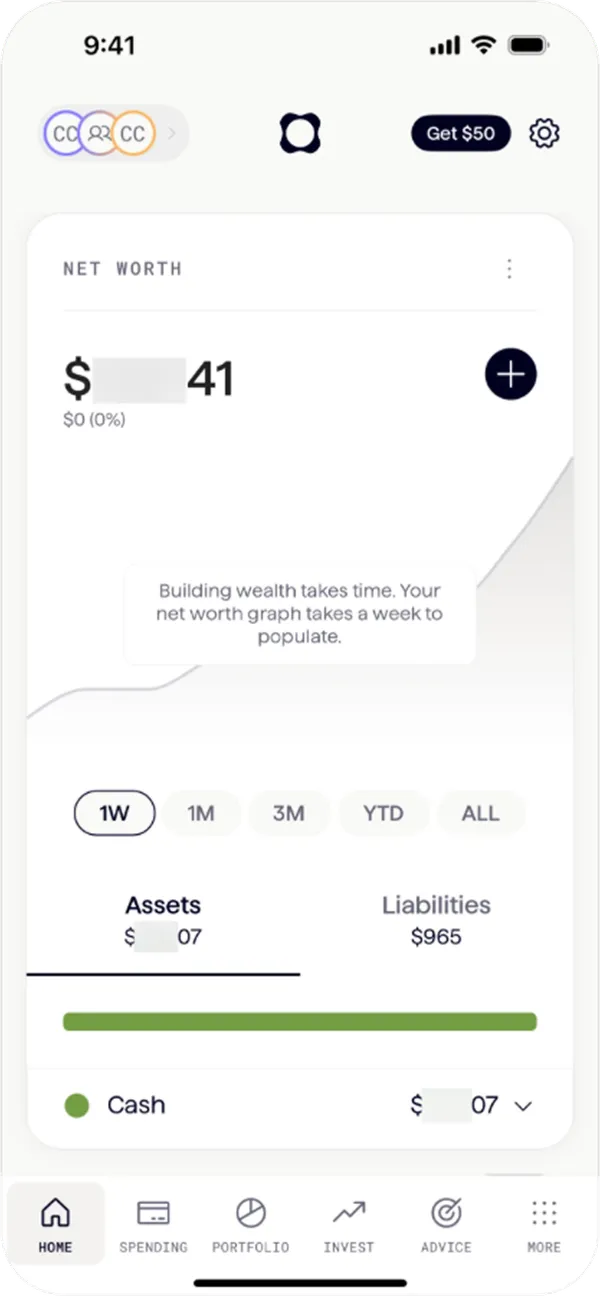 9:41
CC CC
Get $50
NET WORTH
$ 41
$0 (0%)
Building wealth takes time. Your
net worth graph takes a week to
populate.
1W 1M 3M YTD ALL
Assets Liabilities
$ 07 $965
Cash $ 07
HOME SPENDING PORTFOLIO INVEST ADVICE MORE